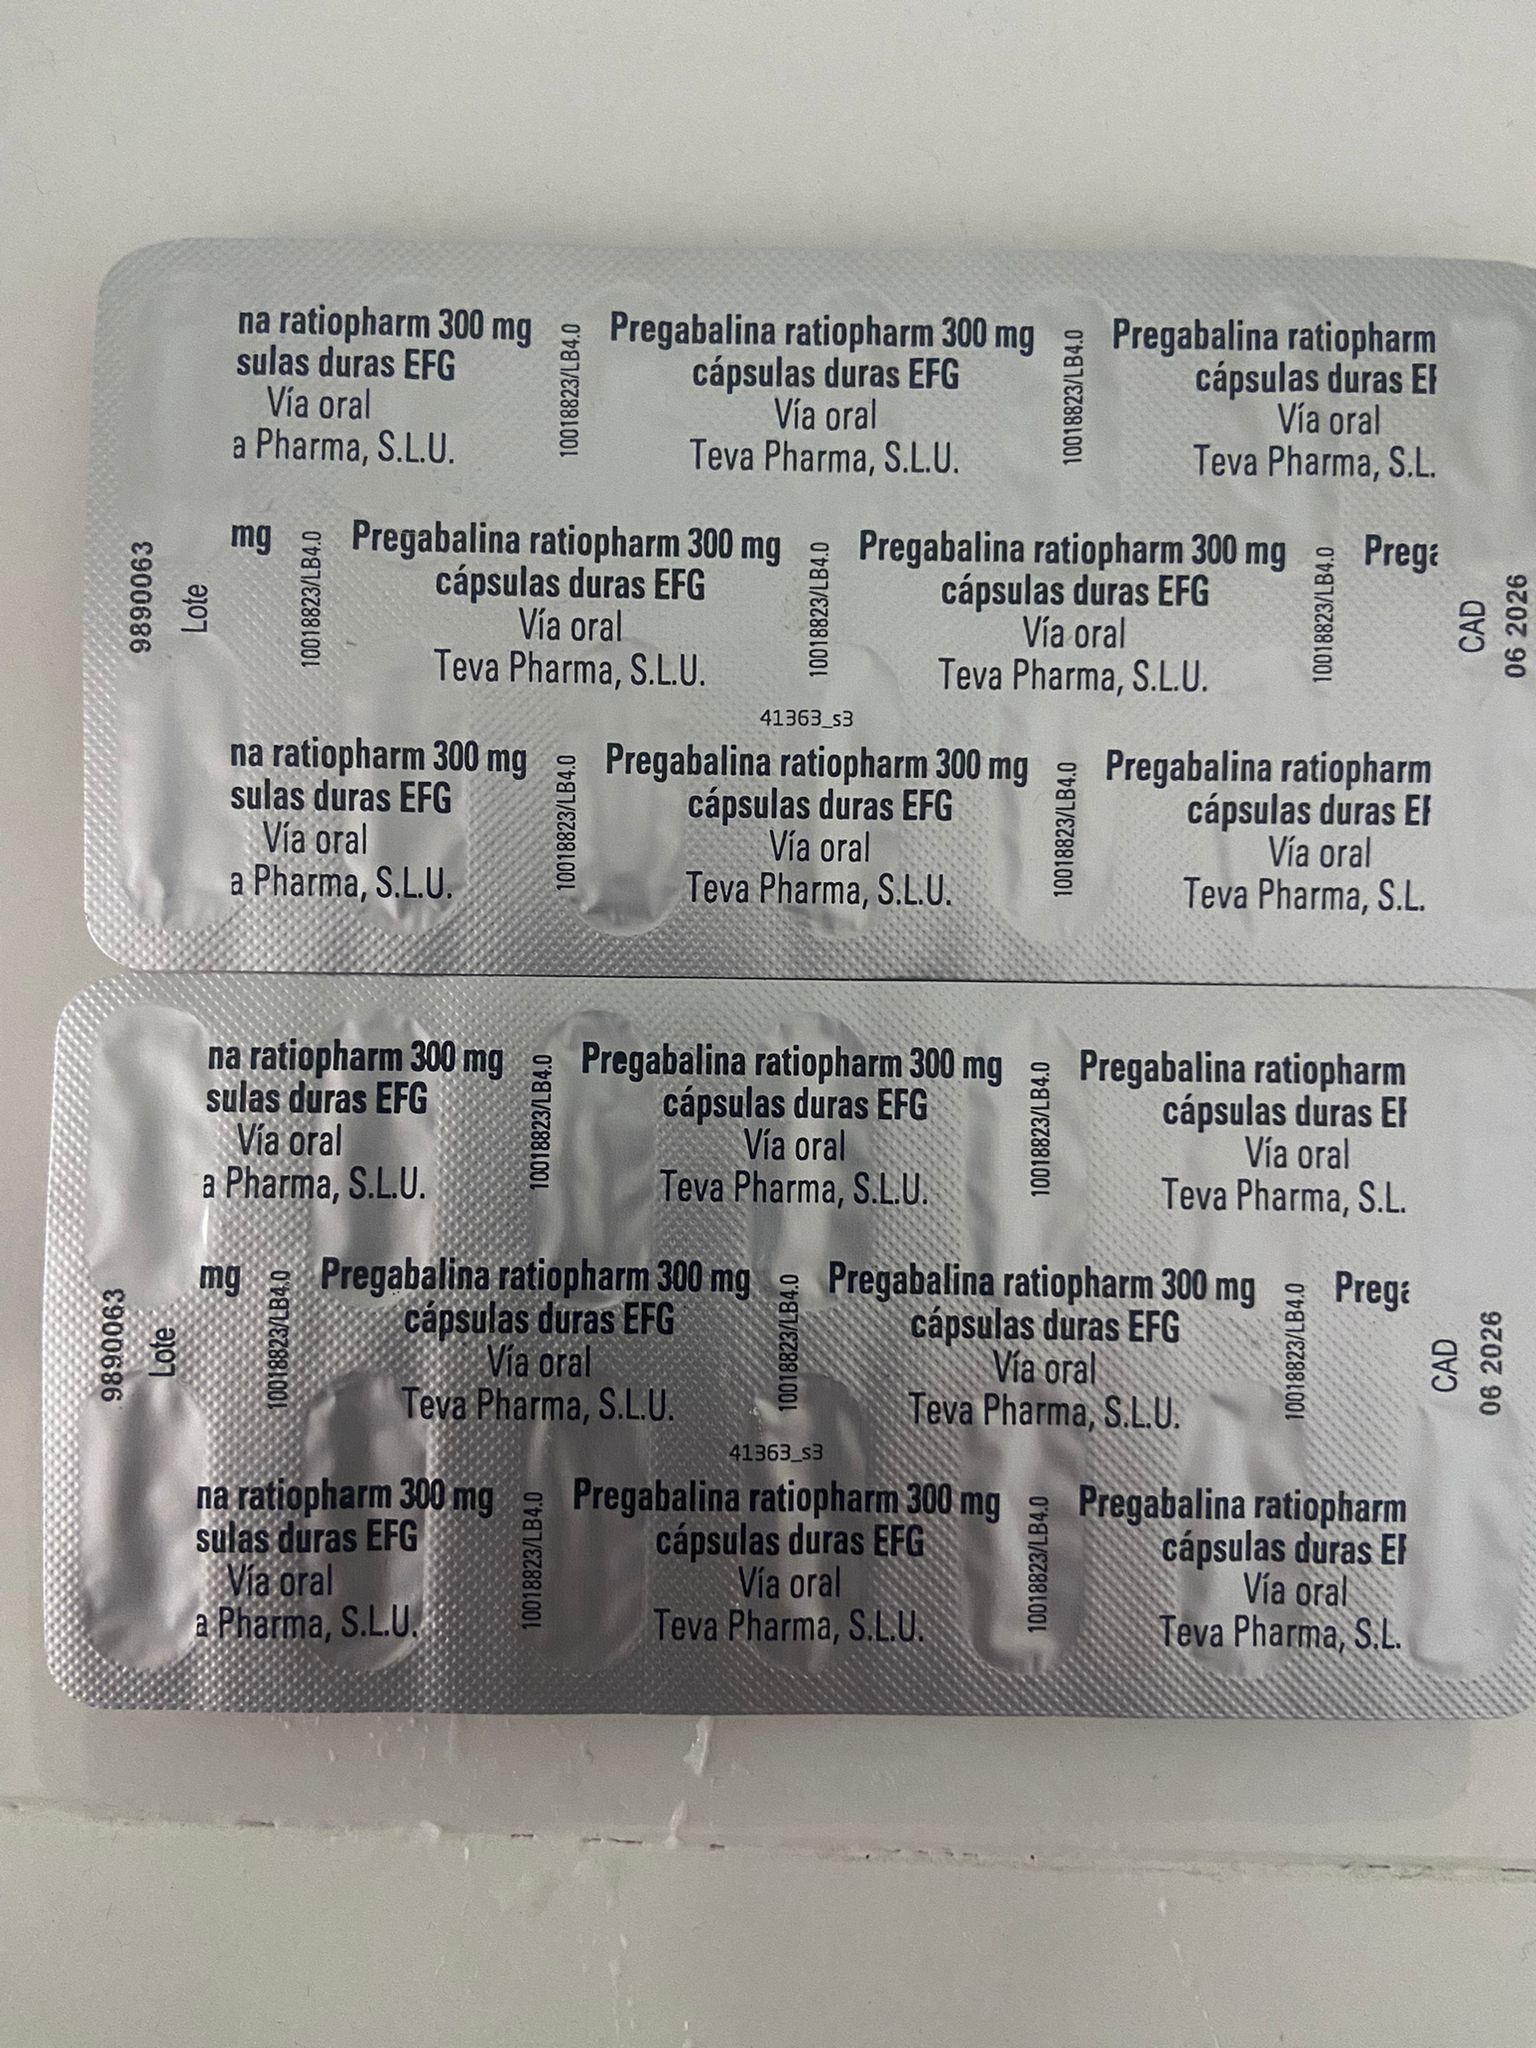 na ratiopharm 300 mg
sulas duras EFG
Vía oral
a Pharma, S.L.U.
10018823/LB4.0
Pregabalina ratiopharm 300 mg
cápsulas duras EFG
Vía oral
Teva Pharma, S.L.U.
10018823/LB4.0
Pregabalina ratiopharm
cápsulas duras EF
Vía oral
Teva Pharma, S.L.
9890063
Lote
mg
10018823/LB4.0
Pregabalina ratiopharm 300 mg
cápsulas duras EFG
Vía oral
Teva Pharma, S.L.U.
10018823/LB4.0
Pregabalina ratiopharm 300 mg
cápsulas duras EFG
Vía oral
Teva Pharma, S.L.U.
10018823/LB4.0
Prega
CAD
06 2026
41363_s3
na ratiopharm 300 mg
sulas duras EFG
Vía oral
a Pharma, S.L.U.
10018823/LB4.0
Pregabalina ratiopharm 300 mg
cápsulas duras EFG
Vía oral
Teva Pharma, S.L.U.
10018823/LB4.0
Pregabalina ratiopharm
cápsulas duras EF
Vía oral
Teva Pharma, S.L.
na ratiopharm 300 mg
sulas duras EFG
Vía oral
a Pharma, S.L.U.
10018823/LB4.0
Pregabalina ratiopharm 300 mg
cápsulas duras EFG
Vía oral
Teva Pharma, S.L.U.
10018823/LB4.0
Pregabalina ratiopharm
cápsulas duras EF
Vía oral
Teva Pharma, S.L.
9890063
Lote
mg
10018823/LB4.0
Pregabalina ratiopharm 300 mg
cápsulas duras EFG
Vía oral
Teva Pharma, S.L.U.
10018823/LB4.0
Pregabalina ratiopharm 300 mg
cápsulas duras EFG
Vía oral
Teva Pharma, S.L.U.
10018823/LB4.0
Prega
CAD
06 2026
41363_s3
na ratiopharm 300 mg
sulas duras EFG
Vía oral
a Pharma, S.L.U.
10018823/LB4.0
Pregabalina ratiopharm 300 mg
cápsulas duras EFG
Vía oral
Teva Pharma, S.L.U.
10018823/LB4.0
Pregabalina ratiopharm
cápsulas duras EF
Vía oral
Teva Pharma, S.L.